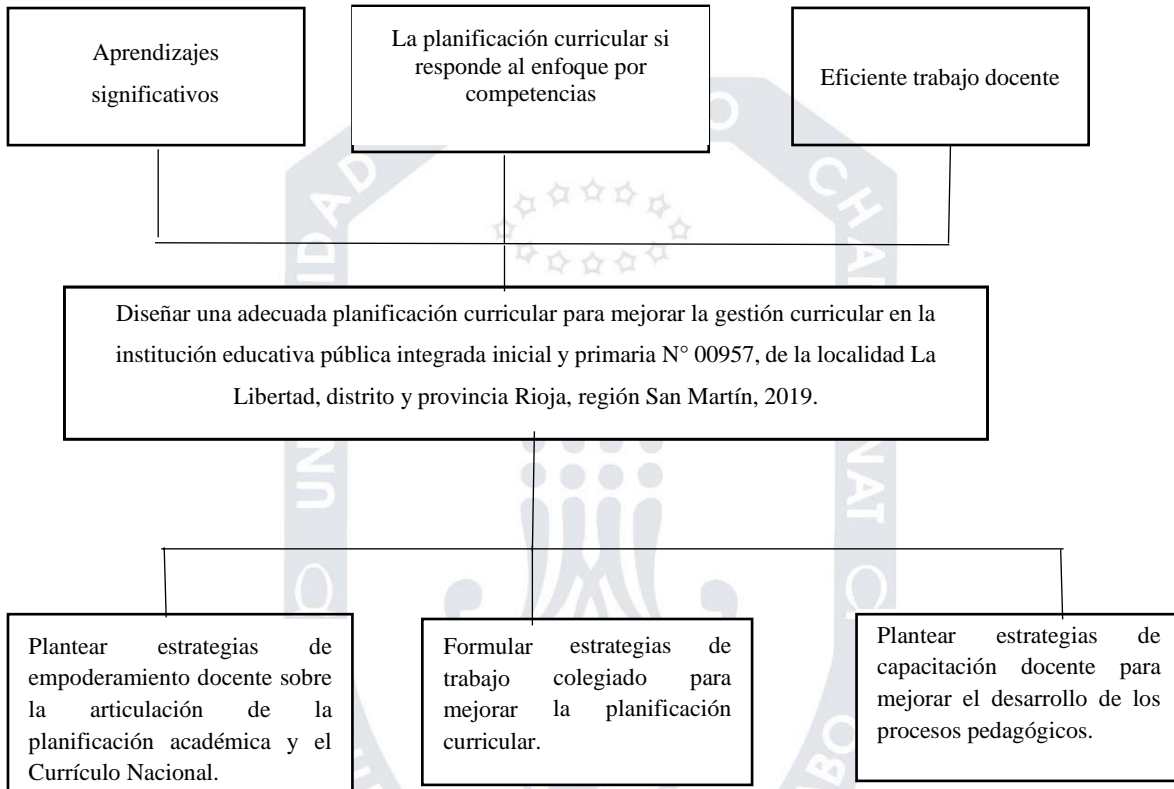 Aprendizajes
significativos
La planificación curricular si
responde al enfoque por
competencias
Eficiente trabajo docente
Diseñar una adecuada planificación curricular para mejorar la gestión curricular en la
institución educativa pública integrada inicial y primaria N° 00957, de la localidad La
Libertad, distrito y provincia Rioja, región San Martín, 2019.
Plantear estrategias de
empoderamiento docente sobre
la articulación de la
planificación académica y el
Currículo Nacional.
Formular estrategias de
trabajo colegiado para
mejorar la planificación
curricular.
Plantear estrategias de
capacitación docente para
mejorar el desarrollo de los
procesos pedagógicos.